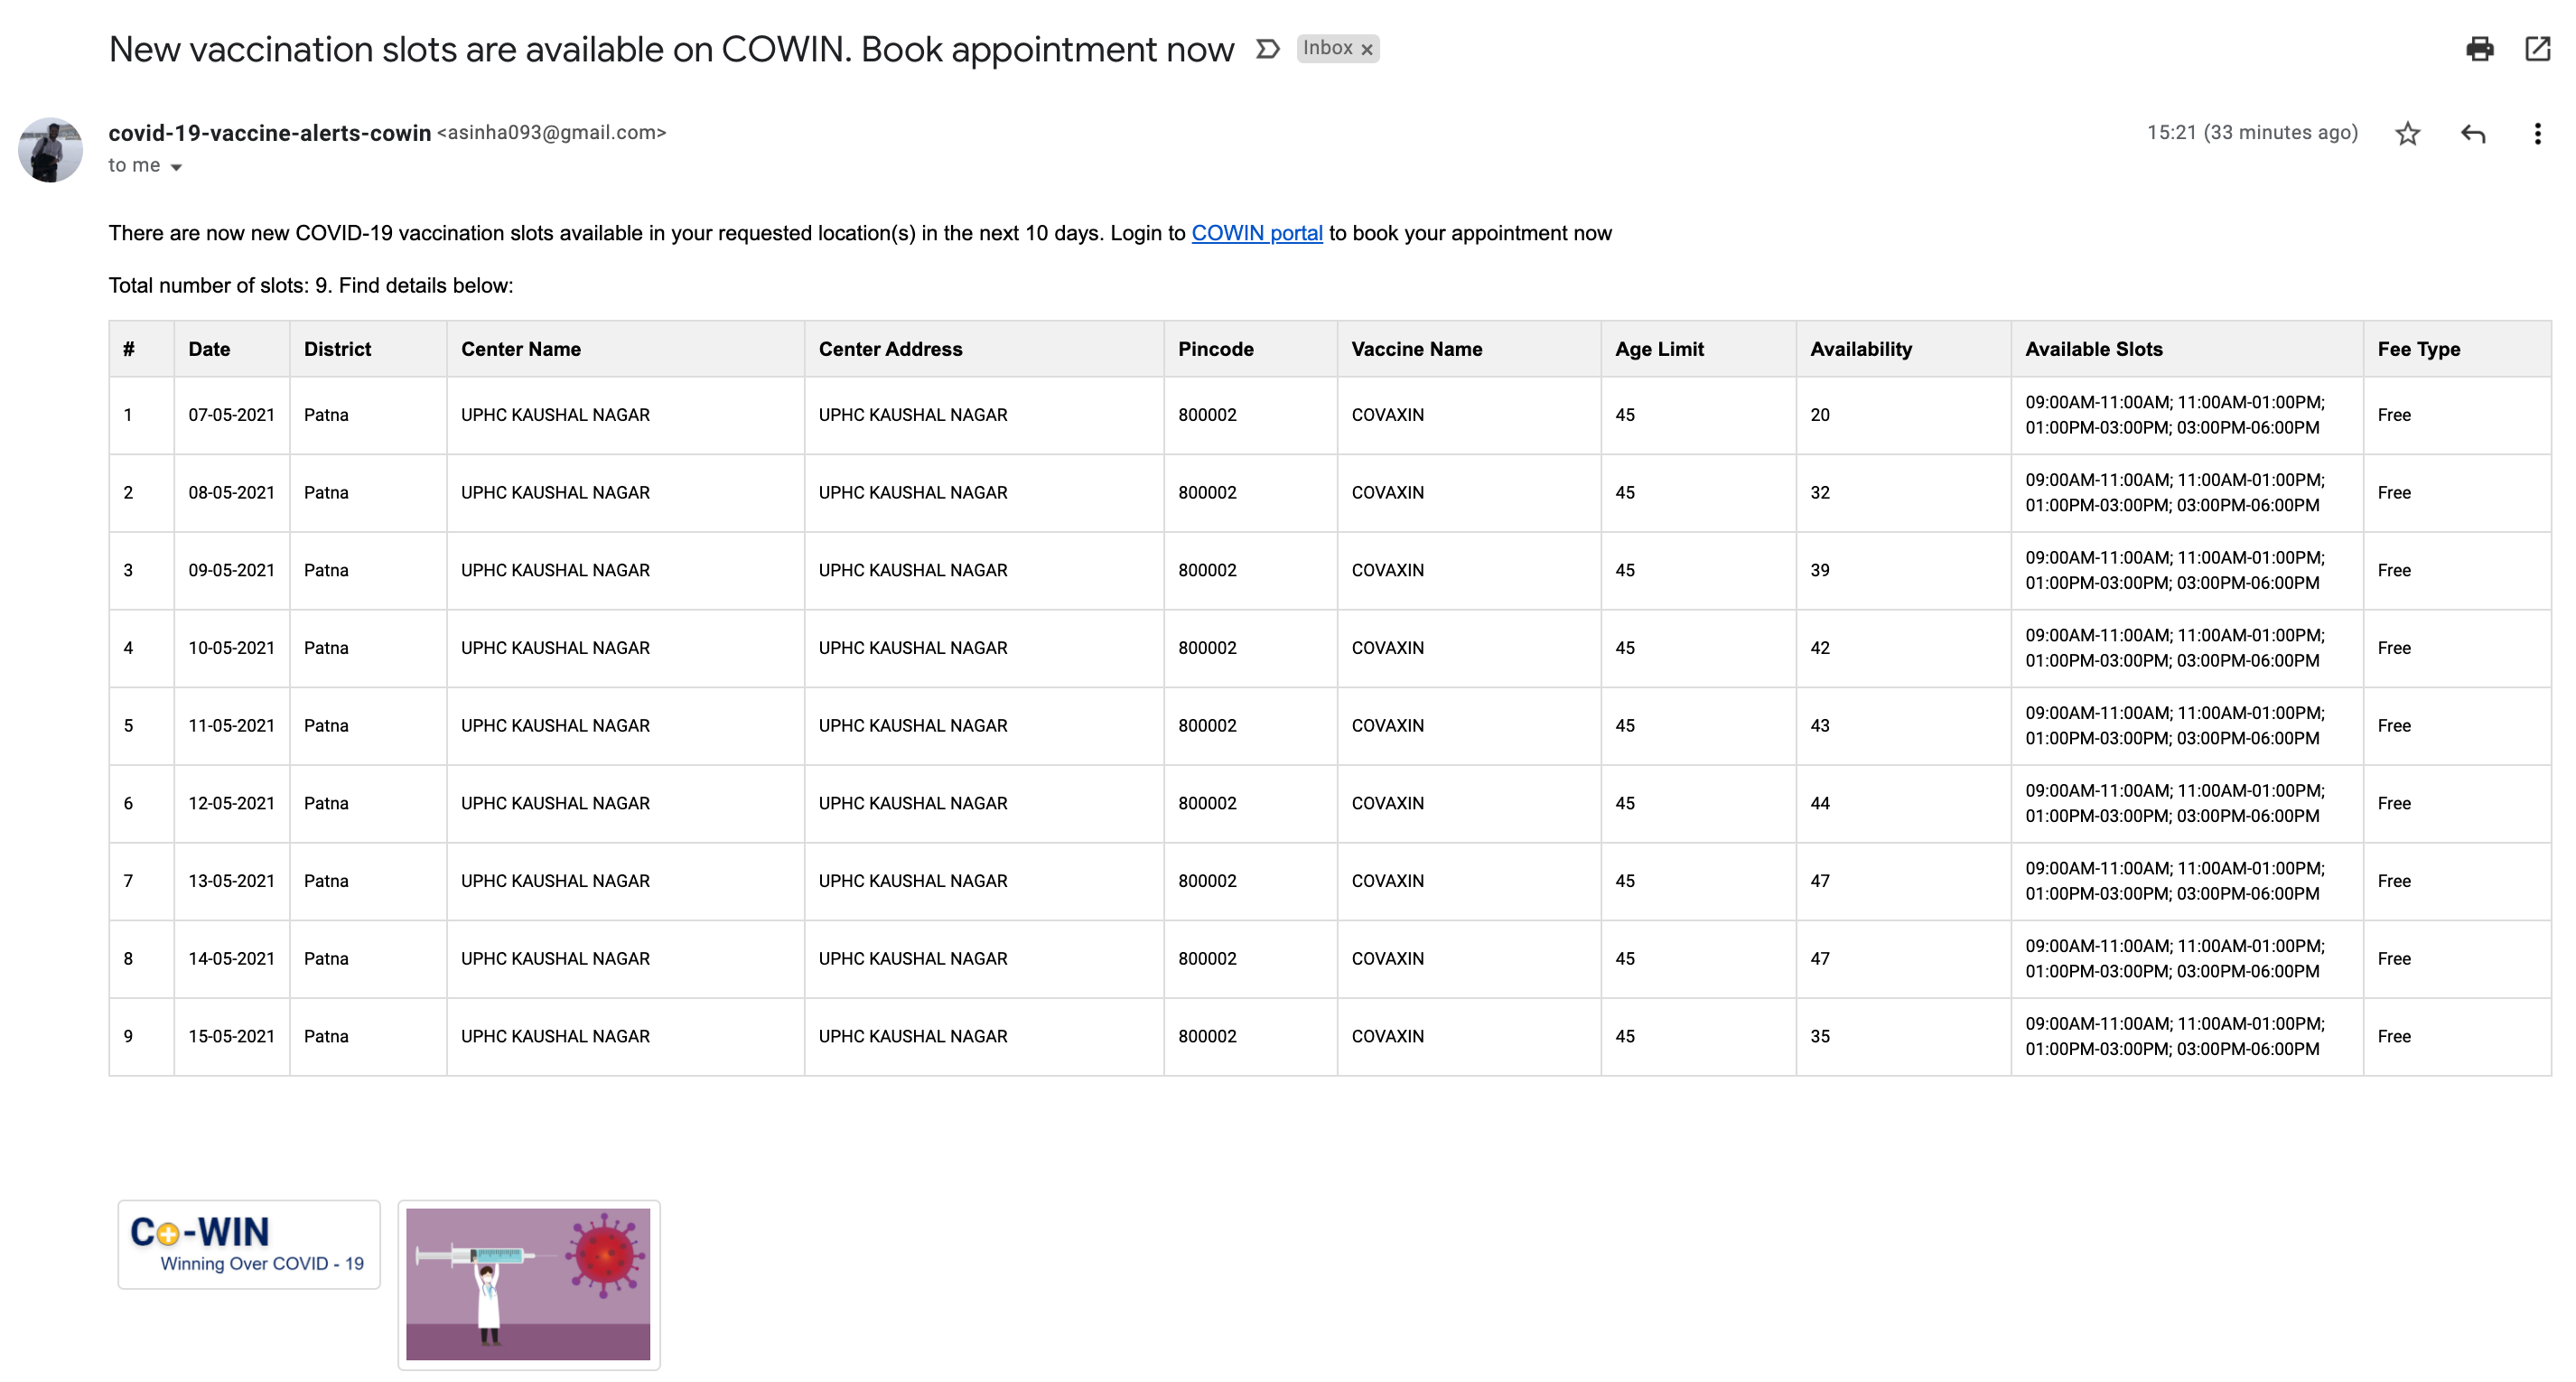 New vaccination slots are available on COWIN. Book appointment now Inbox ×
covid-19-vaccine-alerts-cowin <asinha093@gmail.com> 15:21 (33 minutes ago)
to me
There are now new COVID-19 vaccination slots available in your requested location(s) in the next 10 days. Login to COWIN portal to book your appointment now
Total number of slots: 9. Find details below:
# Date District Center Name Center Address Pincode Vaccine Name Age Limit Availability Available Slots Fee Type
1 07-05-2021 Patna UPHC KAUSHAL NAGAR UPHC KAUSHAL NAGAR 800002 COVAXIN 45 20 09:00AM-11:00AM; 11:00AM-01:00PM; Free
01:00PM-03:00PM; 03:00PM-06:00PM
2 08-05-2021 Patna UPHC KAUSHAL NAGAR UPHC KAUSHAL NAGAR 800002 COVAXIN 45 32 09:00AM-11:00AM; 11:00AM-01:00PM; Free
01:00PM-03:00PM; 03:00PM-06:00PM
3 09-05-2021 Patna UPHC KAUSHAL NAGAR UPHC KAUSHAL NAGAR 800002 COVAXIN 45 39 09:00AM-11:00AM; 11:00AM-01:00PM; Free
01:00PM-03:00PM; 03:00PM-06:00PM
4 10-05-2021 Patna UPHC KAUSHAL NAGAR UPHC KAUSHAL NAGAR 800002 COVAXIN 45 42 09:00AM-11:00AM; 11:00AM-01:00PM; Free
01:00PM-03:00PM; 03:00PM-06:00PM
5 11-05-2021 Patna UPHC KAUSHAL NAGAR UPHC KAUSHAL NAGAR 800002 COVAXIN 45 43 09:00AM-11:00AM; 11:00AM-01:00PM; Free
01:00PM-03:00PM; 03:00PM-06:00PM
6 12-05-2021 Patna UPHC KAUSHAL NAGAR UPHC KAUSHAL NAGAR 800002 COVAXIN 45 44 09:00AM-11:00AM; 11:00AM-01:00PM; Free
01:00PM-03:00PM; 03:00PM-06:00PM
7 13-05-2021 Patna UPHC KAUSHAL NAGAR UPHC KAUSHAL NAGAR 800002 COVAXIN 45 47 09:00AM-11:00AM; 11:00AM-01:00PM; Free
01:00PM-03:00PM; 03:00PM-06:00PM
8 14-05-2021 Patna UPHC KAUSHAL NAGAR UPHC KAUSHAL NAGAR 800002 COVAXIN 45 47 09:00AM-11:00AM; 11:00AM-01:00PM; Free
01:00PM-03:00PM; 03:00PM-06:00PM
9 15-05-2021 Patna UPHC KAUSHAL NAGAR UPHC KAUSHAL NAGAR 800002 COVAXIN 45 35 09:00AM-11:00AM; 11:00AM-01:00PM; Free
01:00PM-03:00PM; 03:00PM-06:00PM
Co-WIN
Winning Over COVID - 19